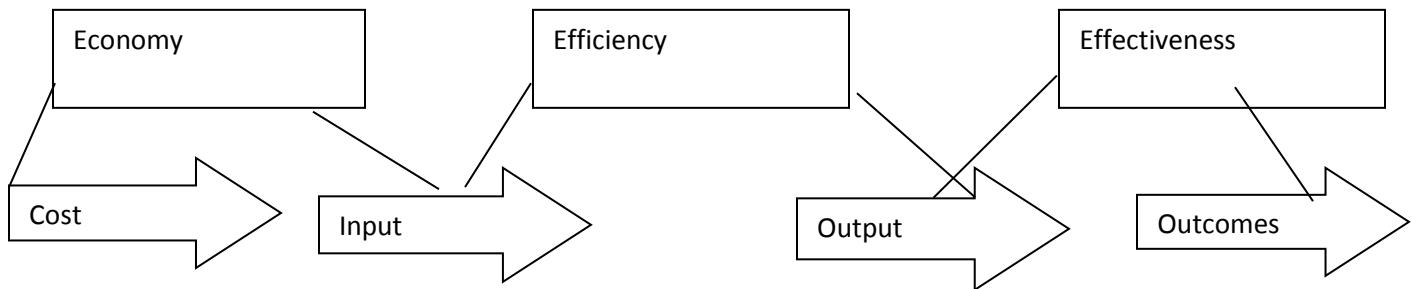 Economy
Efficiency
Effectiveness
Cost
Input
Output
Outcomes